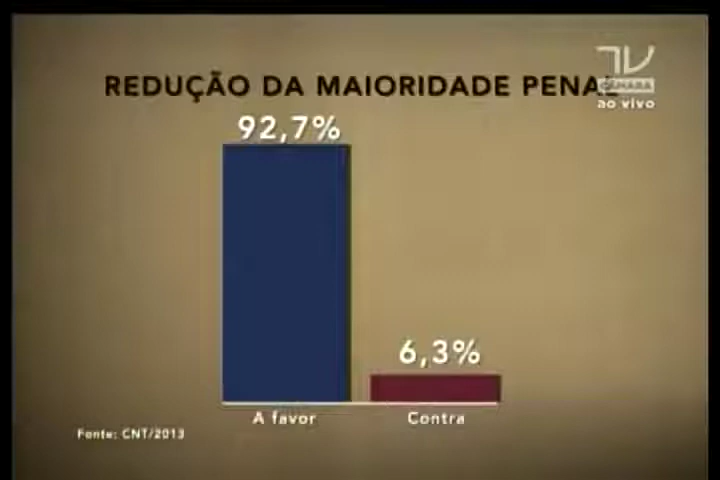 TV
CÂMARA
ao vivo
REDUÇÃO DA MAIORIDADE PENAL
92,7%
6,3%
A favor Contra
Fonte: CNT/2013